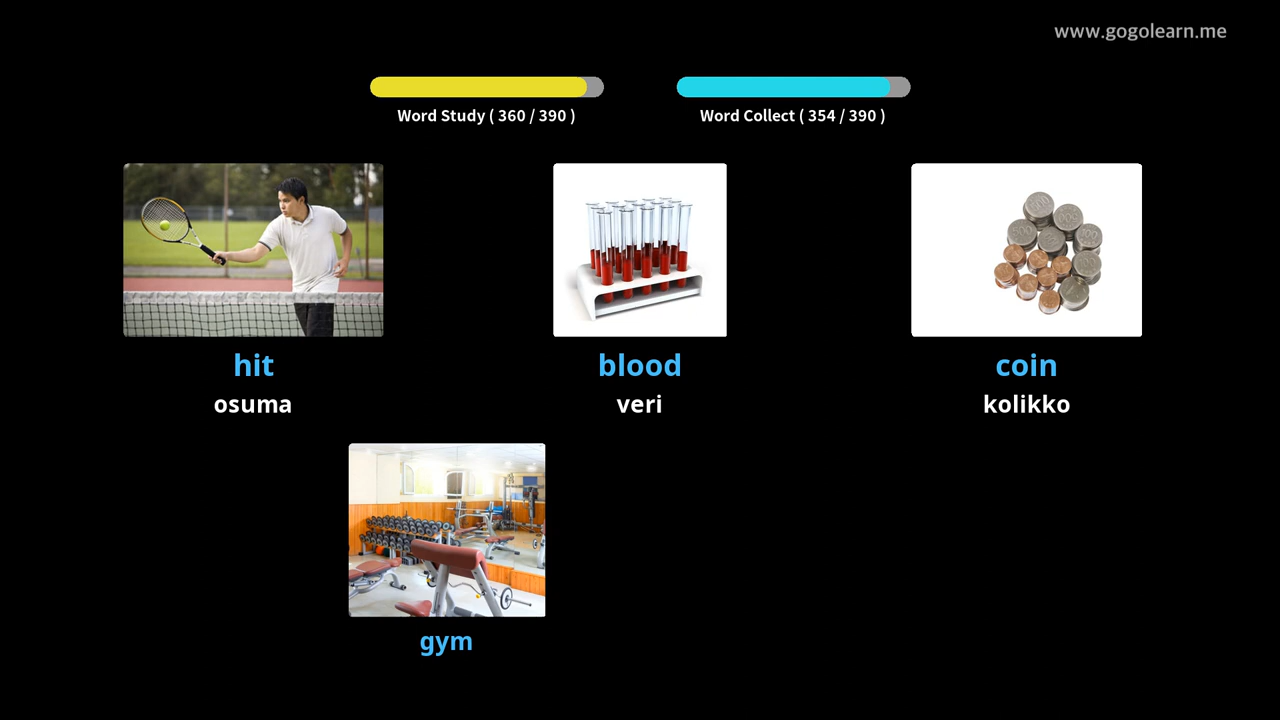 www.gogolearn.me
Word Study ( 360 / 390 )
Word Collect ( 354 / 390 )
hit
blood
coin
osuma
veri
kolikko
gym